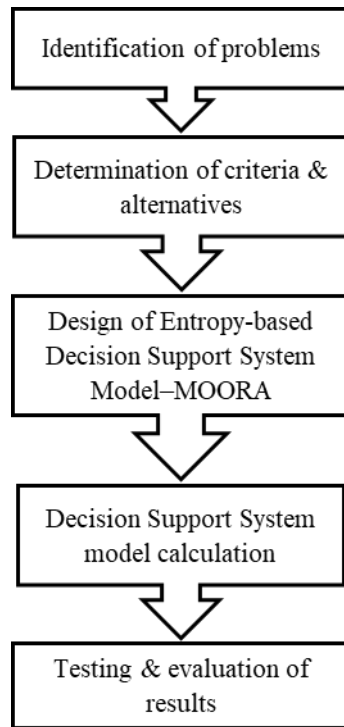 Identification of problems
Determination of criteria &
alternatives
Design of Entropy-based
Decision Support System
Model–MOORA
Decision Support System
model calculation
Testing & evaluation of
results